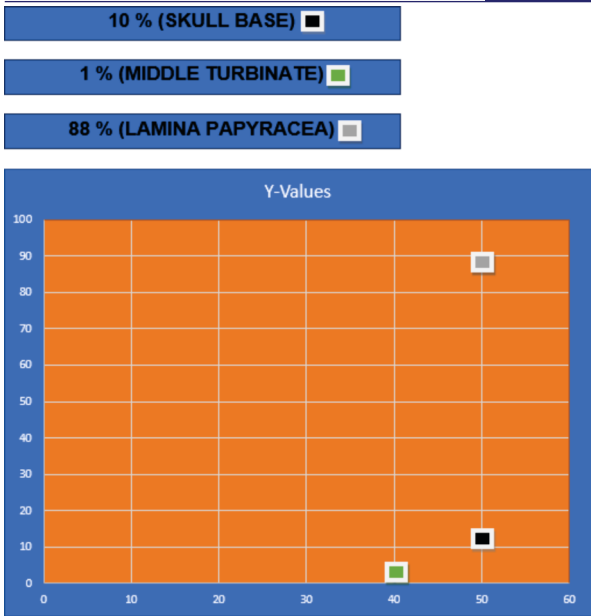 10 % (SKULL BASE)
1 % (MIDDLE TURBINATE)
88 % (LAMINA PAPYRACEA)
Y-Values
100
90
80
70
60
50
40
30
20
10
0
0 10 20 30 40 50 60